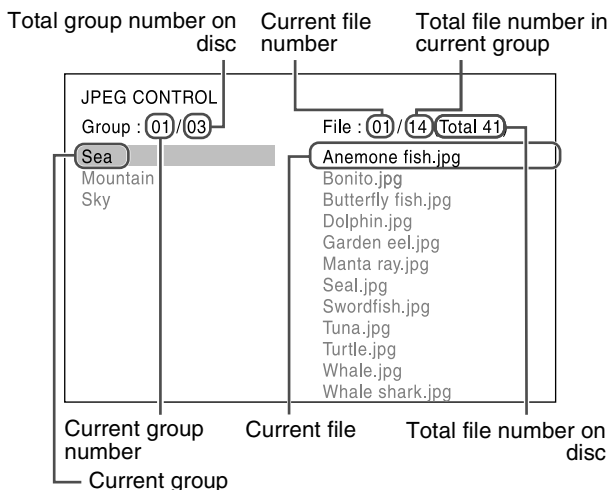 Total group number on
disc
Current file
number
Total file number in
current group
JPEG CONTROL
Group : 01/03
File : 01/14 Total 41
Sea
Mountain
Sky
Anemone fish.jpg
Bonito.jpg
Butterfly fish.jpg
Dolphin.jpg
Garden eel.jpg
Manta ray.jpg
Seal.jpg
Swordfish.jpg
Tuna.jpg
Turtle.jpg
Whale.jpg
Whale shark.jpg
Current group
number
Current file
Total file number on
disc
Current group